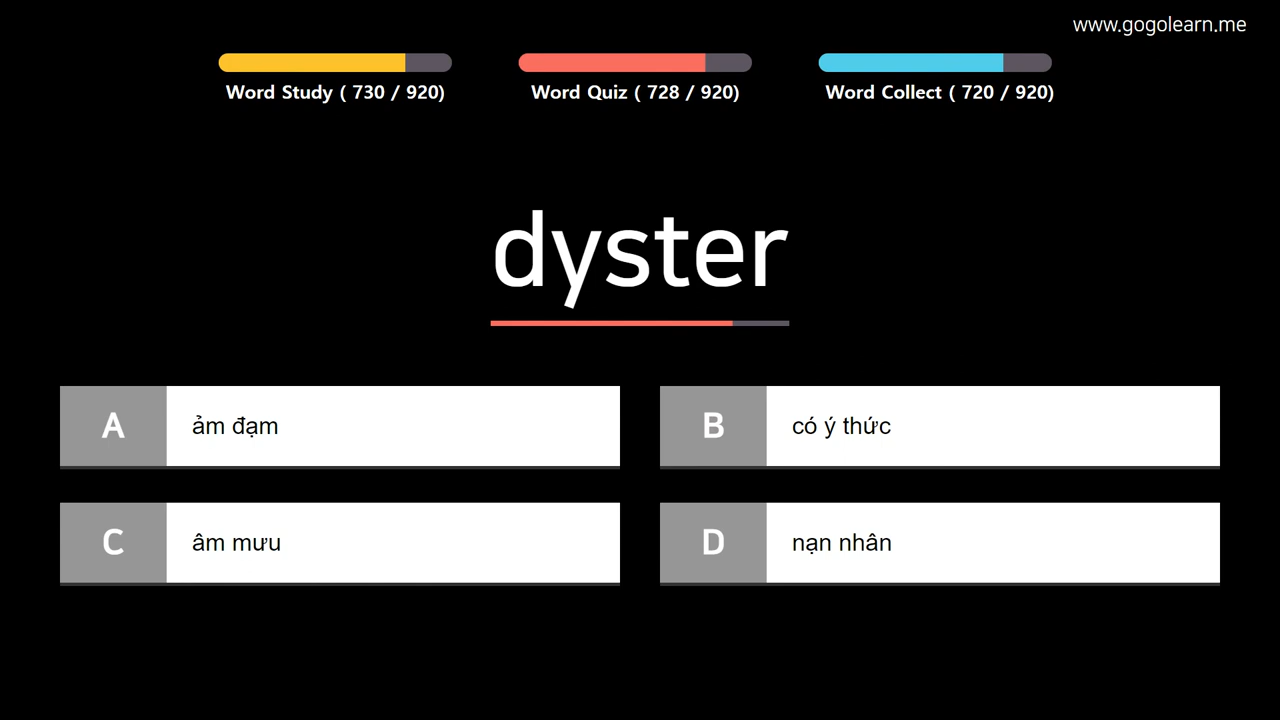 www.gogolearn.me
Word Study ( 730 / 920)
Word Quiz ( 728 / 920)
Word Collect ( 720 / 920)
dyster
A ảm đạm
B có ý thức
C âm mưu
D nạn nhân